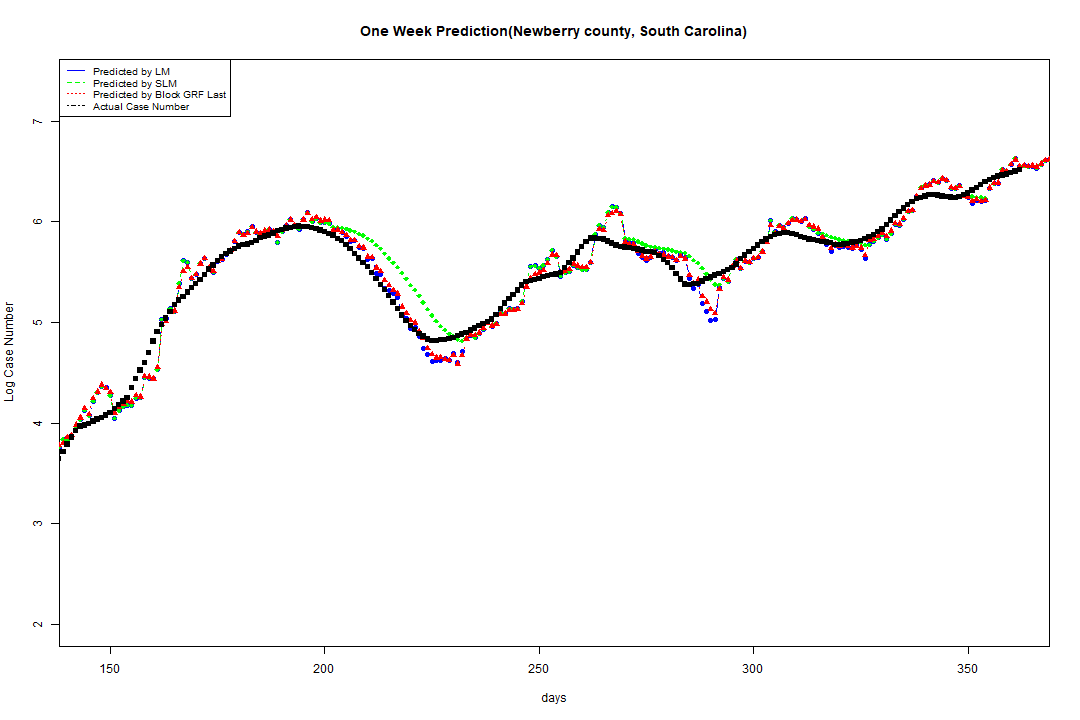 One Week Prediction(Newberry county, South Carolina)
Predicted by LM
Predicted by SLM
Predicted by Block GRF Last
Actual Case Number
7
6
5
4
3
2
Log Case Number
150
200
250
300
350
days